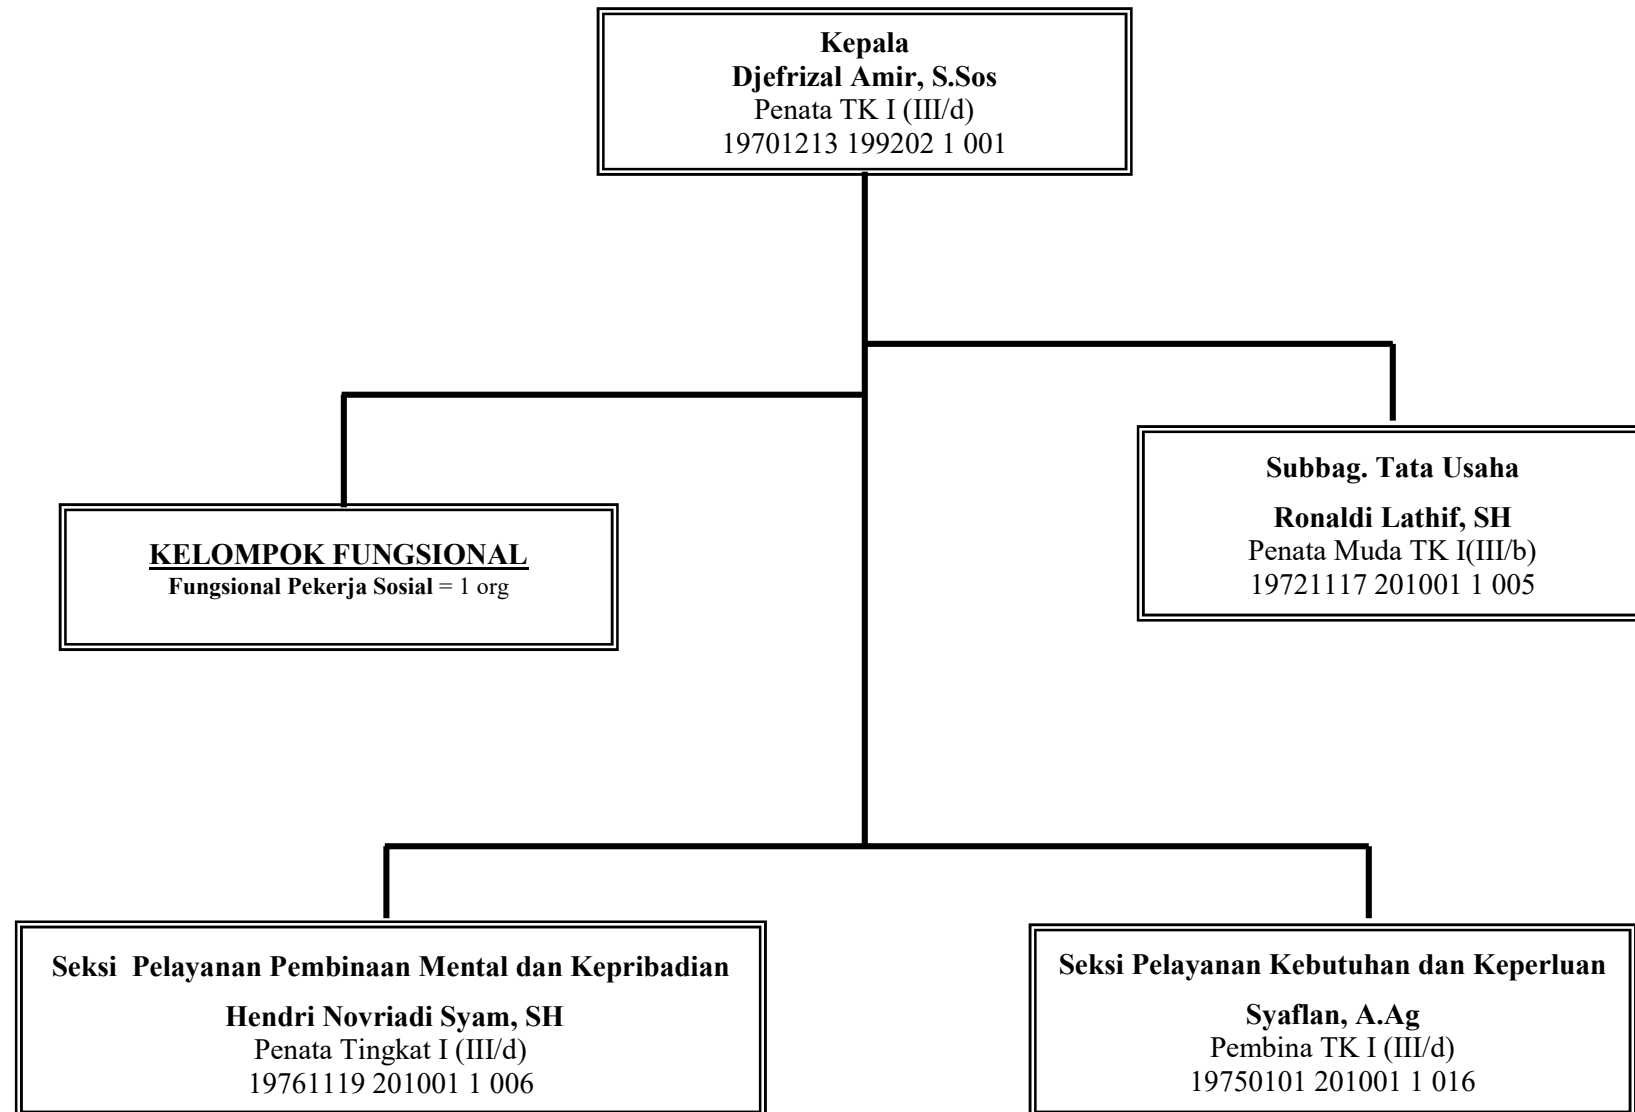 Kepala
Djefrizal Amir, S.Sos
Penata TK I (III/d)
19701213 199202 1 001
Subbag. Tata Usaha
Ronaldi Lathif, SH
Penata Muda TK I(III/b)
19721117 201001 1 005
KELOMPOK FUNGSIONAL
Fungsional Pekerja Sosial = 1 org
Seksi  Pelayanan Pembinaan Mental dan Kepribadian
Hendri Novriadi Syam, SH
Penata Tingkat I (III/d)
19761119 201001 1 006
Seksi Pelayanan Kebutuhan dan Keperluan
Syaflan, A.Ag
Pembina TK I (III/d)
19750101 201001 1 016